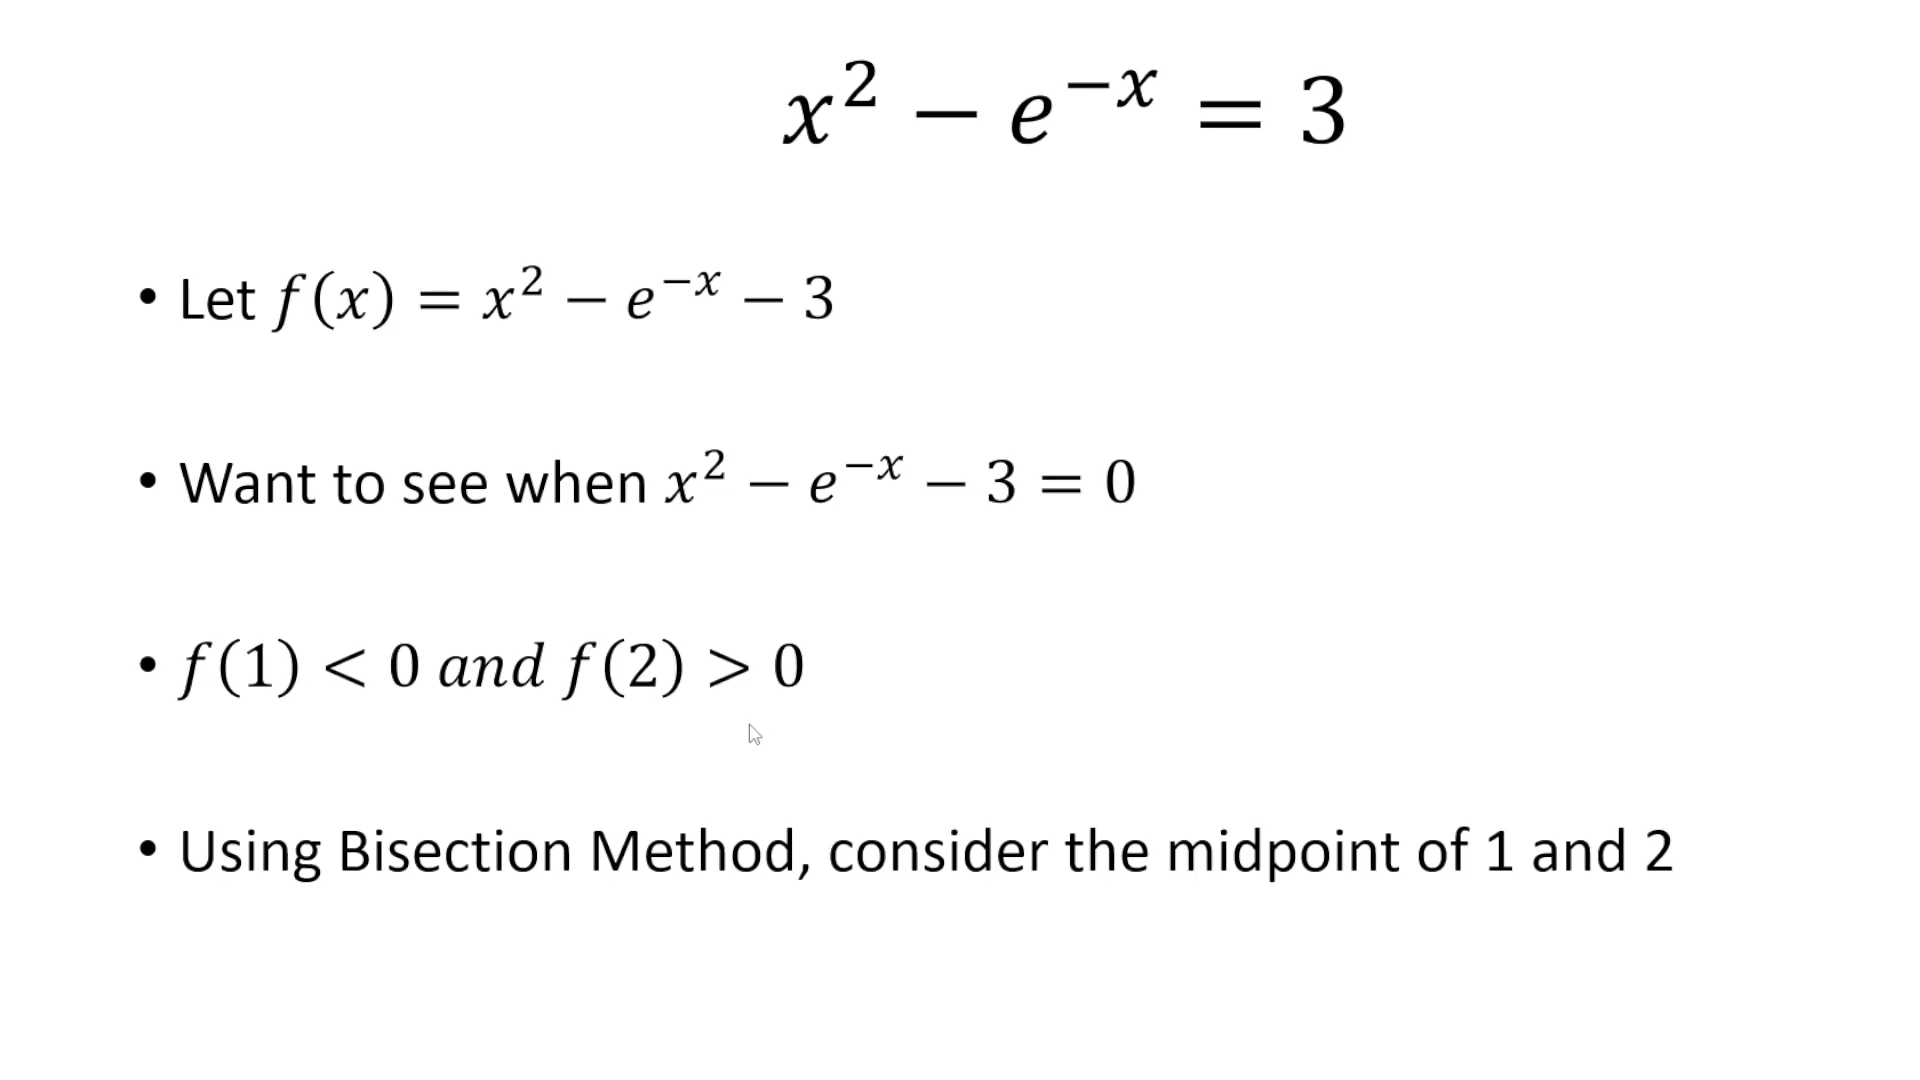 x² − e⁻ˣ = 3
• Let f(x) = x² − e⁻ˣ − 3
• Want to see when x² − e⁻ˣ − 3 = 0
• f(1) < 0 and f(2) > 0
• Using Bisection Method, consider the midpoint of 1 and 2